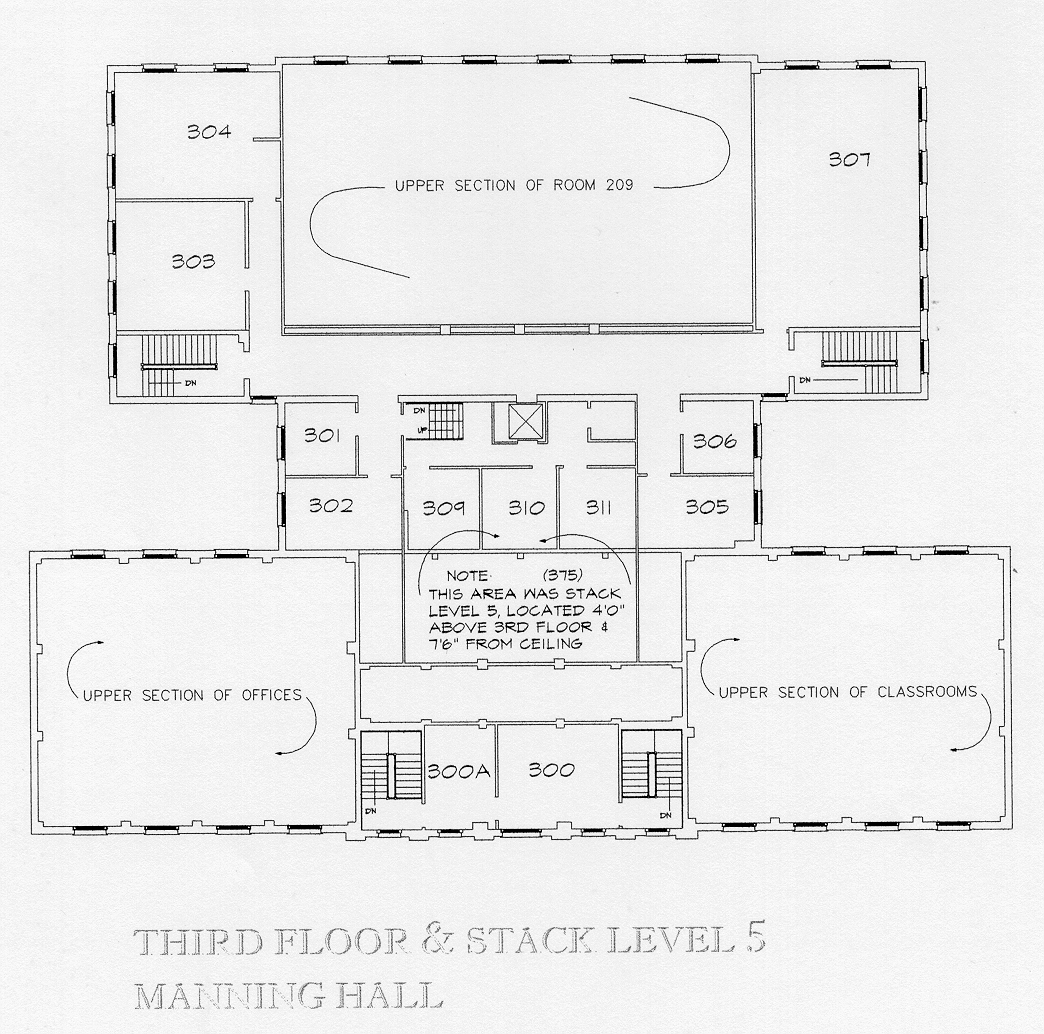 304
307
UPPER SECTION OF ROOM 209
303
DN
DN
DN
UP
301
306
302
309
310
311
305
NOTE: (375)
THIS AREA WAS STACK
LEVEL 5, LOCATED 4'0"
ABOVE 3RD FLOOR &
7'6" FROM CEILING
UPPER SECTION OF OFFICES
UPPER SECTION OF CLASSROOMS
300A
300
DN
DN
THIRD FLOOR & STACK LEVEL 5
MANNING HALL